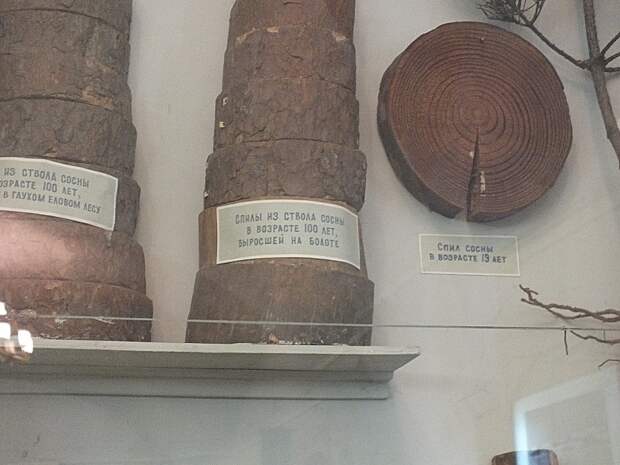 ИЗ СТВОЛА СОСНЫ
ВОЗРАСТЕ 100 ЛЕТ,
В ГЛУХОМ ЕЛОВОМ ЛЕСУ
СПИЛЫ ИЗ СТВОЛА СОСНЫ
В ВОЗРАСТЕ 100 ЛЕТ,
ВЫРОСШЕЙ НА БОЛОТЕ
СПИЛ СОСНЫ
В ВОЗРАСТЕ 19 ЛЕТ